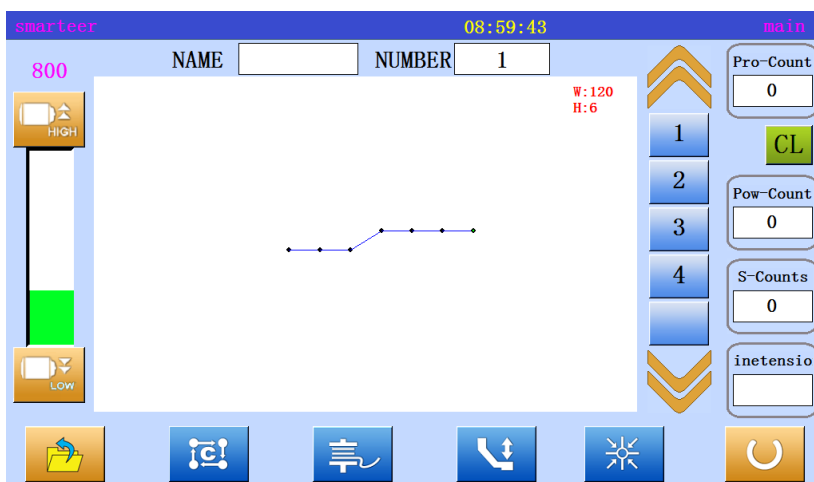 smarteer 08:59:43 main
800 NAME NUMBER 1
W:120
H:6
HIGH
LOW
1
2
3
4
Pro-Count
0
CL
Pow-Count
0
S-Counts
0
inetensio
C